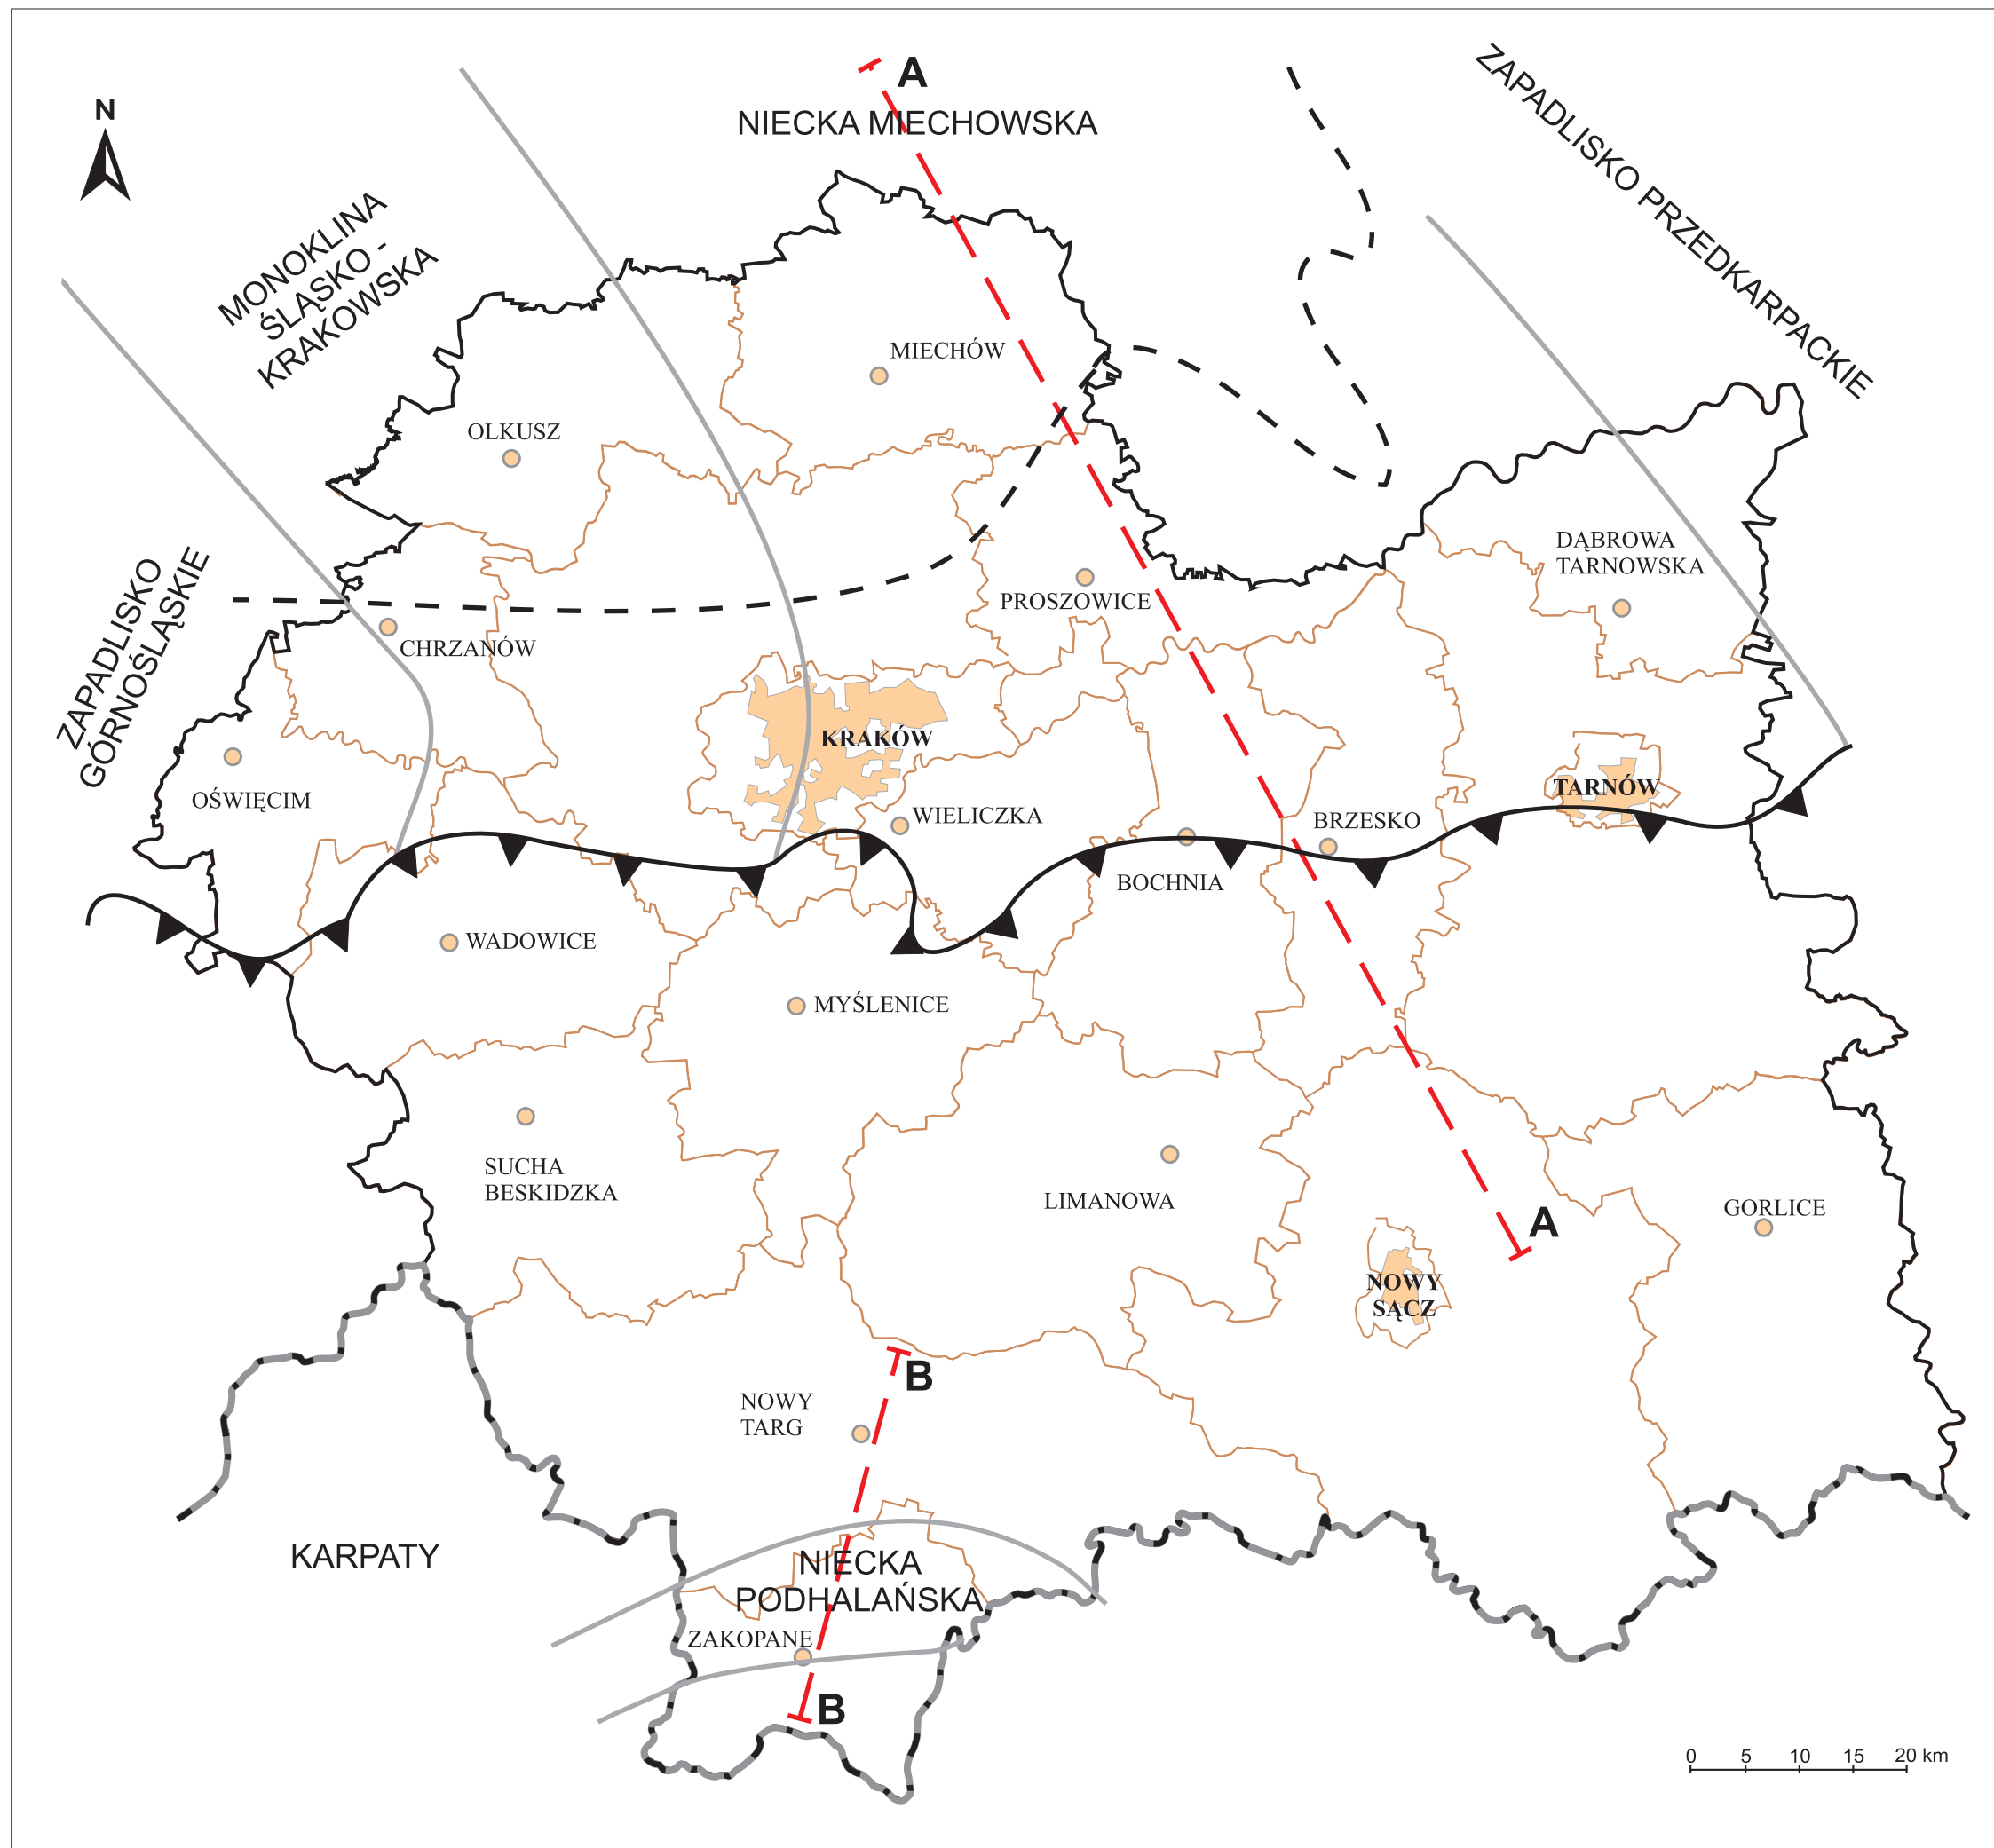 A
NIECKA MIECHOWSKA
N
ZAPADLISKO PRZEDKARPACKIE
MONOKLINA
ŚLĄSKO -
KRAKOWSKA
MIECHÓW
OLKUSZ
DĄBROWA
TARNOWSKA
ZAPADLISKO
GÓRNOŚLĄSKIE
PROSZOWICE
CHRZANÓW
KRAKÓW
TARNÓW
OŚWIĘCIM
WIELICZKA
BRZESKO
BOCHNIA
WADOWICE
MYŚLENICE
SUCHA
BESKIDZKA
LIMANOWA
GORLICE
A
NOWY
SĄCZ
B
NOWY
TARG
KARPATY
NIECKA
PODHALAŃSKA
ZAKOPANE
B
0 5 10 15 20 km